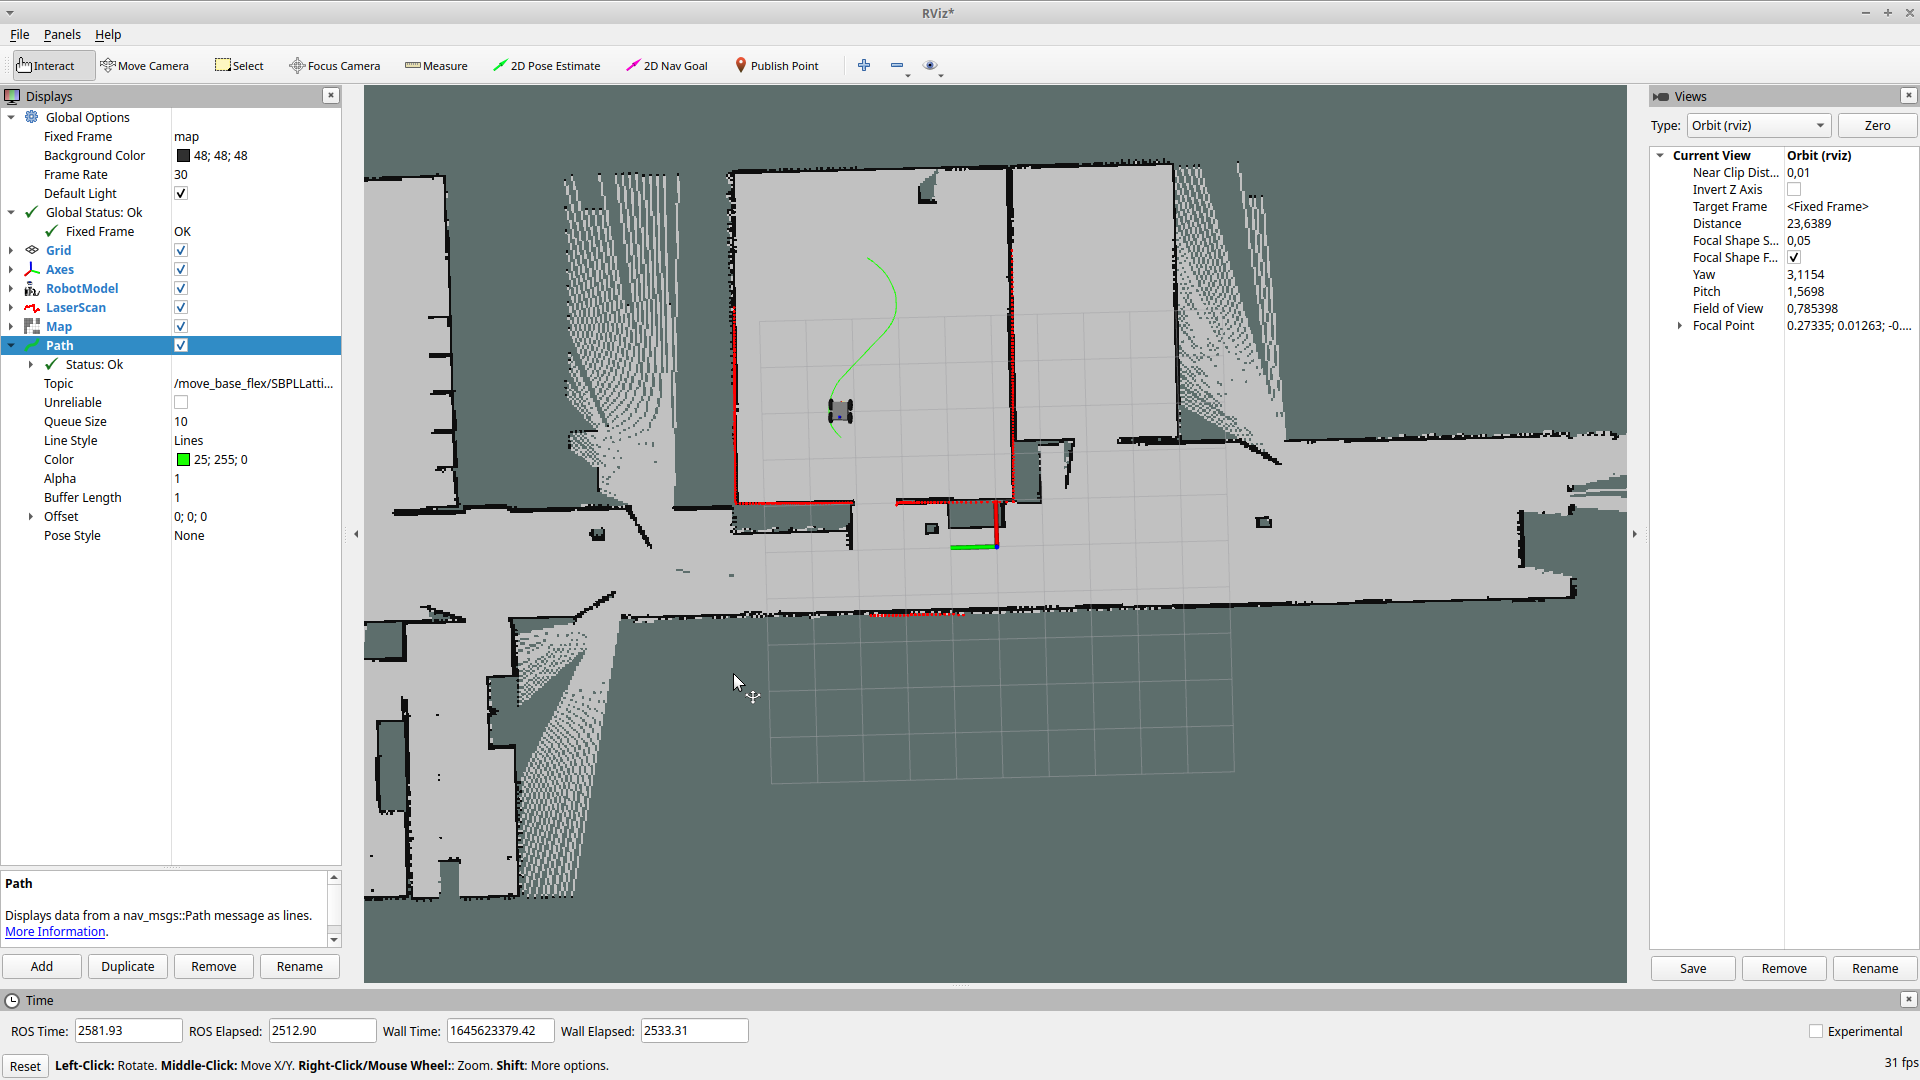 RViz*
File Panels Help
Interact Move Camera Select Focus Camera Measure 2D Pose Estimate 2D Nav Goal Publish Point
Displays
Global Options
Fixed Frame map
Background Color 48; 48; 48
Frame Rate 30
Default Light
Global Status: Ok
Fixed Frame OK
Grid
Axes
RobotModel
LaserScan
Map
Path
Status: Ok
Topic /move_base_flex/SBPLLatti...
Unreliable
Queue Size 10
Line Style Lines
Color 25; 255; 0
Alpha 1
Buffer Length 1
Offset 0; 0; 0
Pose Style None
Path
Displays data from a nav_msgs::Path message as lines.
More Information.
Add Duplicate Remove Rename
Views
Type: Orbit (rviz) Zero
Current View Orbit (rviz)
Near Clip Dist... 0,01
Invert Z Axis
Target Frame <Fixed Frame>
Distance 23,6389
Focal Shape S... 0,05
Focal Shape F...
Yaw 3,1154
Pitch 1,5698
Field of View 0,785398
Focal Point 0.27335; 0.01263; -0....
Save Remove Rename
Time
ROS Time: 2581.93 ROS Elapsed: 2512.90 Wall Time: 1645623379.42 Wall Elapsed: 2533.31 Experimental
Reset Left-Click: Rotate. Middle-Click: Move X/Y. Right-Click/Mouse Wheel:: Zoom. Shift: More options. 31 fps